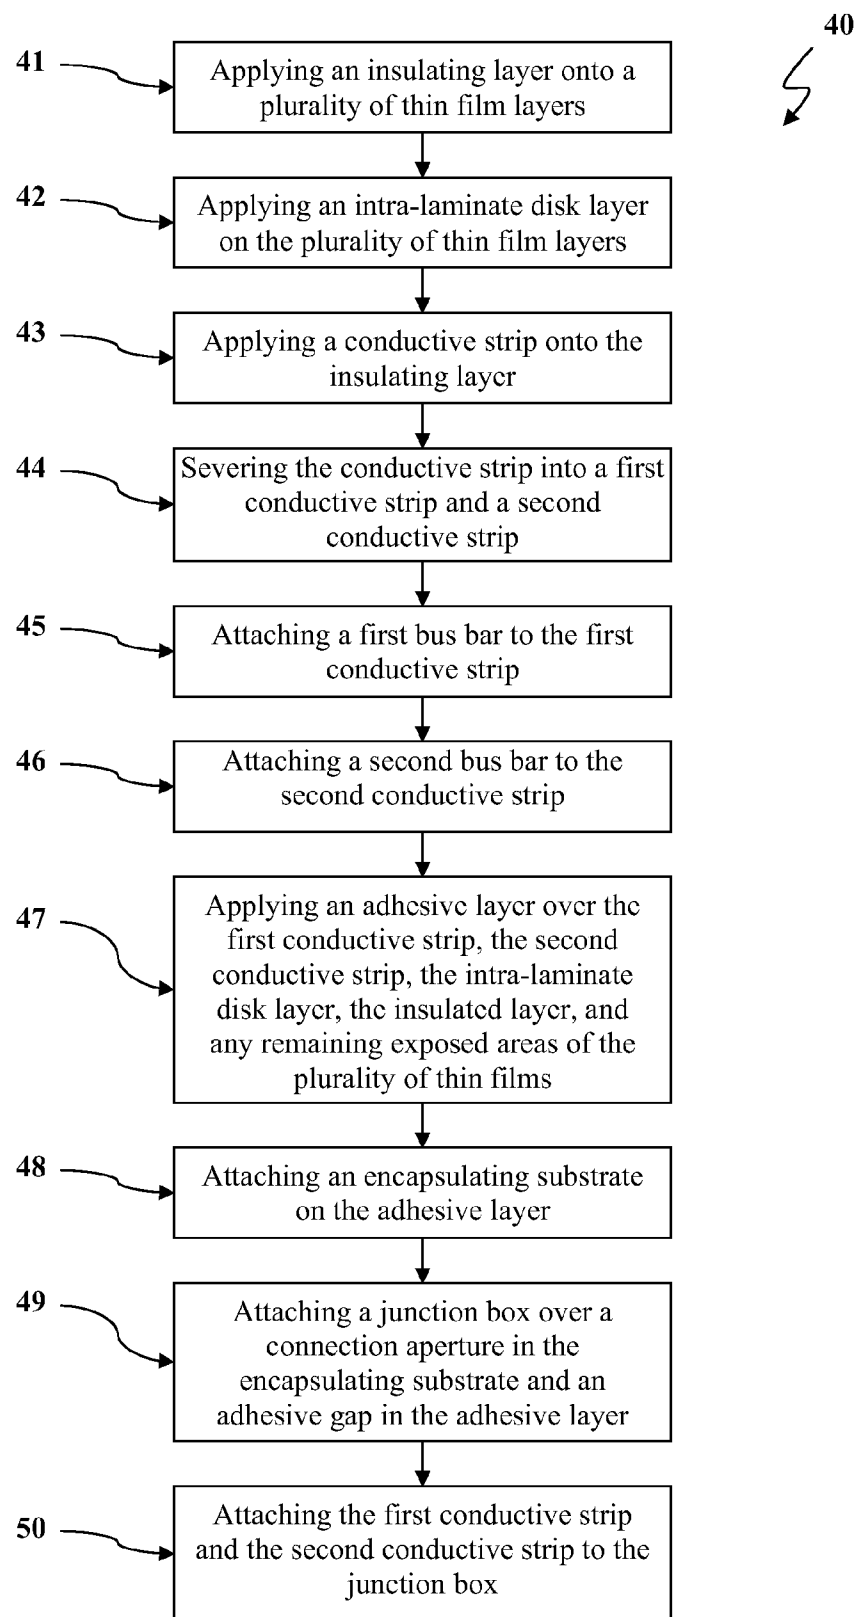 40
41
Applying an insulating layer onto a
plurality of thin film layers
42
Applying an intra-laminate disk layer
on the plurality of thin film layers
43
Applying a conductive strip onto the
insulating layer
44
Severing the conductive strip into a first
conductive strip and a second
conductive strip
45
Attaching a first bus bar to the first
conductive strip
46
Attaching a second bus bar to the
second conductive strip
47
Applying an adhesive layer over the
first conductive strip, the second
conductive strip, the intra-laminate
disk layer, the insulated layer, and
any remaining exposed areas of the
plurality of thin films
48
Attaching an encapsulating substrate
on the adhesive layer
49
Attaching a junction box over a
connection aperture in the
encapsulating substrate and an
adhesive gap in the adhesive layer
50
Attaching the first conductive strip
and the second conductive strip to the
junction box